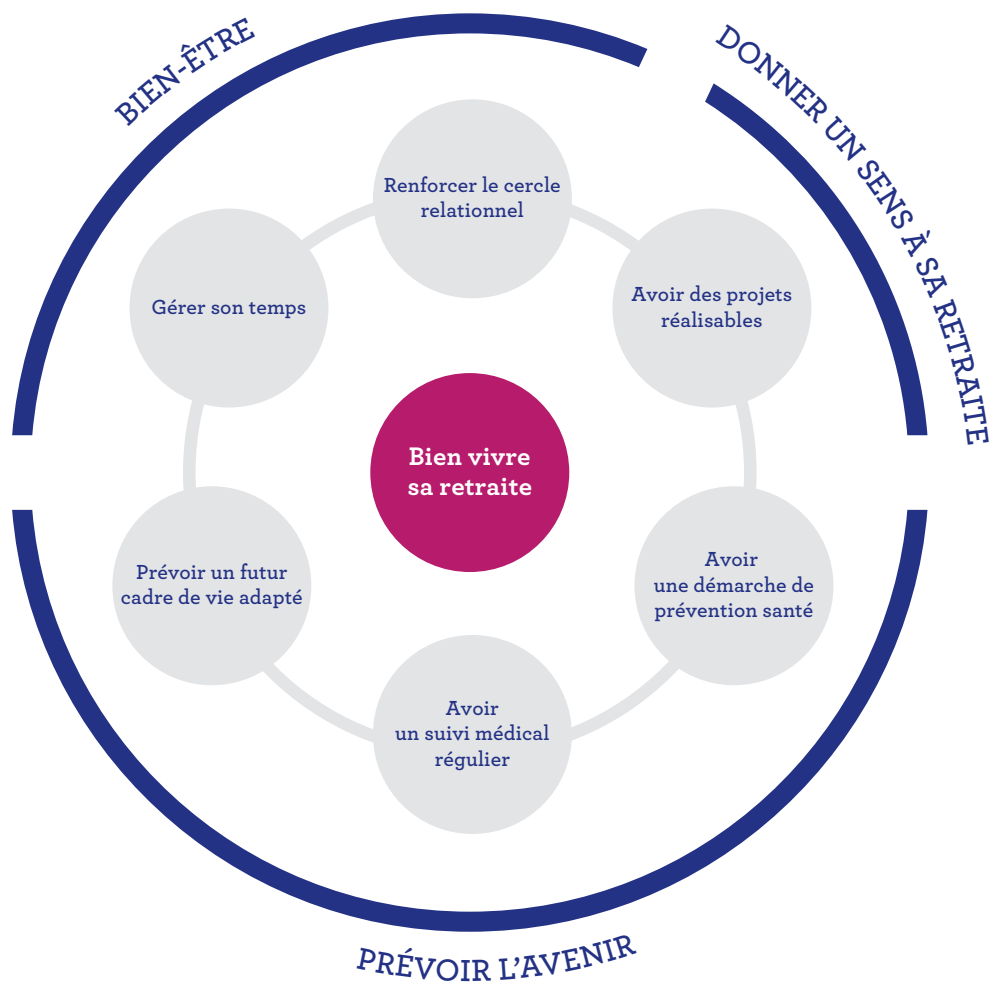 BIEN-ÊTRE
DONNER UN SENS À SA RETRAITE
Renforcer le cercle
relationnel
Gérer son temps
Avoir des projets
réalisables
Bien vivre
sa retraite
Prévoir un futur
cadre de vie adapté
Avoir
une démarche de
prévention santé
Avoir
un suivi médical
régulier
PRÉVOIR L'AVENIR